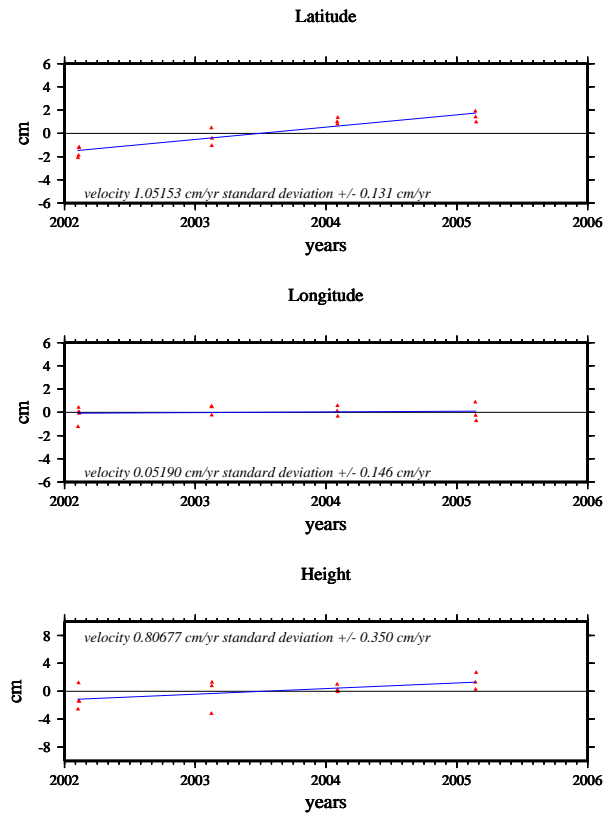 Latitude
6
4
2
0
-2
-4
-6
cm
velocity 1.05153 cm/yr standard deviation +/- 0.131 cm/yr
2002 2003 2004 2005 2006
years
Longitude
6
4
2
0
-2
-4
-6
cm
velocity 0.05190 cm/yr standard deviation +/- 0.146 cm/yr
2002 2003 2004 2005 2006
years
Height
velocity 0.80677 cm/yr standard deviation +/- 0.350 cm/yr
8
4
0
-4
-8
cm
2002 2003 2004 2005 2006
years